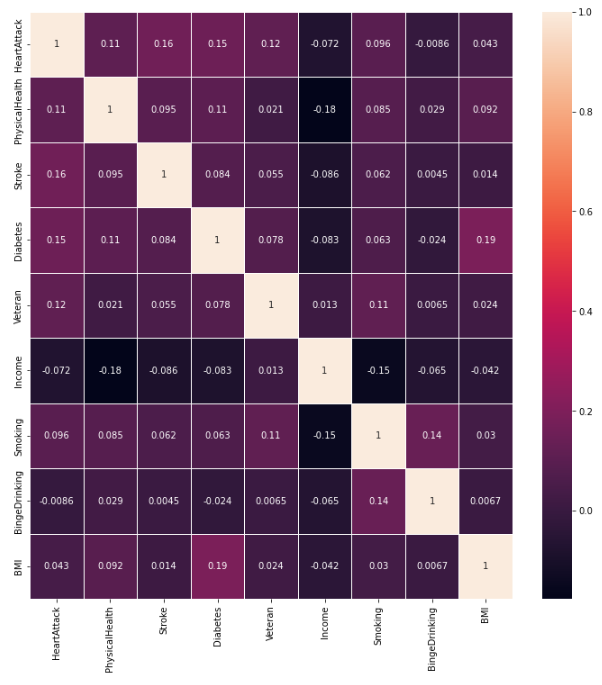 HeartAttack 1 0.11 0.16 0.15 0.12 -0.072 0.096 -0.0086 0.043
PhysicalHealth 0.11 1 0.095 0.11 0.021 -0.18 0.085 0.029 0.092
Stroke 0.16 0.095 1 0.084 0.055 -0.086 0.062 0.0045 0.014
Diabetes 0.15 0.11 0.084 1 0.078 -0.083 0.063 -0.024 0.19
Veteran 0.12 0.021 0.055 0.078 1 0.013 0.11 0.0065 0.024
Income -0.072 -0.18 -0.086 -0.083 0.013 1 -0.15 -0.065 -0.042
Smoking 0.096 0.085 0.062 0.063 0.11 -0.15 1 0.14 0.03
BingeDrinking -0.0086 0.029 0.0045 -0.024 0.0065 -0.065 0.14 1 0.0067
BMI 0.043 0.092 0.014 0.19 0.024 -0.042 0.03 0.0067 1
HeartAttack PhysicalHealth Stroke Diabetes Veteran Income Smoking BingeDrinking BMI
1.0
0.8
0.6
0.4
0.2
0.0